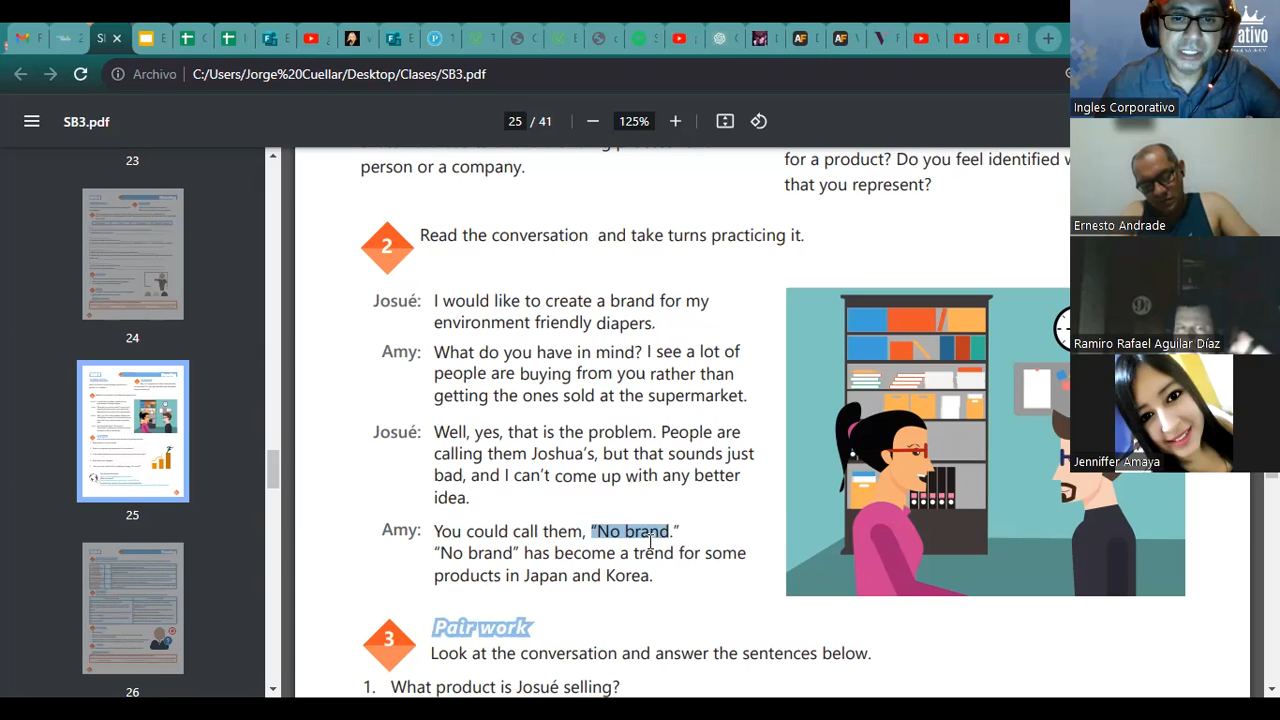 Archivo C:/Users/Jorge%20Cuellar/Desktop/Clases/SB3.pdf
SB3.pdf
25 / 41
125%
23
24
25
26
person or a company.
for a product? Do you feel identified
that you represent?
2
Read the conversation and take turns practicing it.
Josué: I would like to create a brand for my
environment friendly diapers.
Amy: What do you have in mind? I see a lot of
people are buying from you rather than
getting the ones sold at the supermarket.
Josué: Well, yes, that is the problem. People are
calling them Joshua's, but that sounds just
bad, and I can't come up with any better
idea.
Amy: You could call them, “No brand.”
“No brand” has become a trend for some
products in Japan and Korea.
3
Pair work
Look at the conversation and answer the sentences below.
1. What product is Josué selling?
Ingles Corporativo
Ernesto Andrade
Ramiro Rafael Aguilar Díaz
Jenniffer Amaya